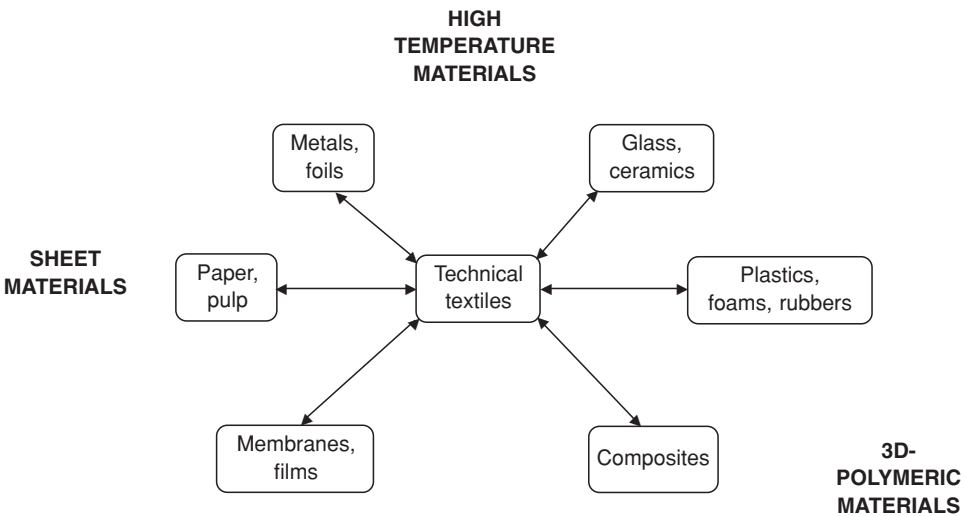 HIGH
TEMPERATURE
MATERIALS
Metals,
foils
Glass,
ceramics
SHEET
MATERIALS
Paper,
pulp
Technical
textiles
Plastics,
foams, rubbers
Membranes,
films
Composites
3D-
POLYMERIC
MATERIALS